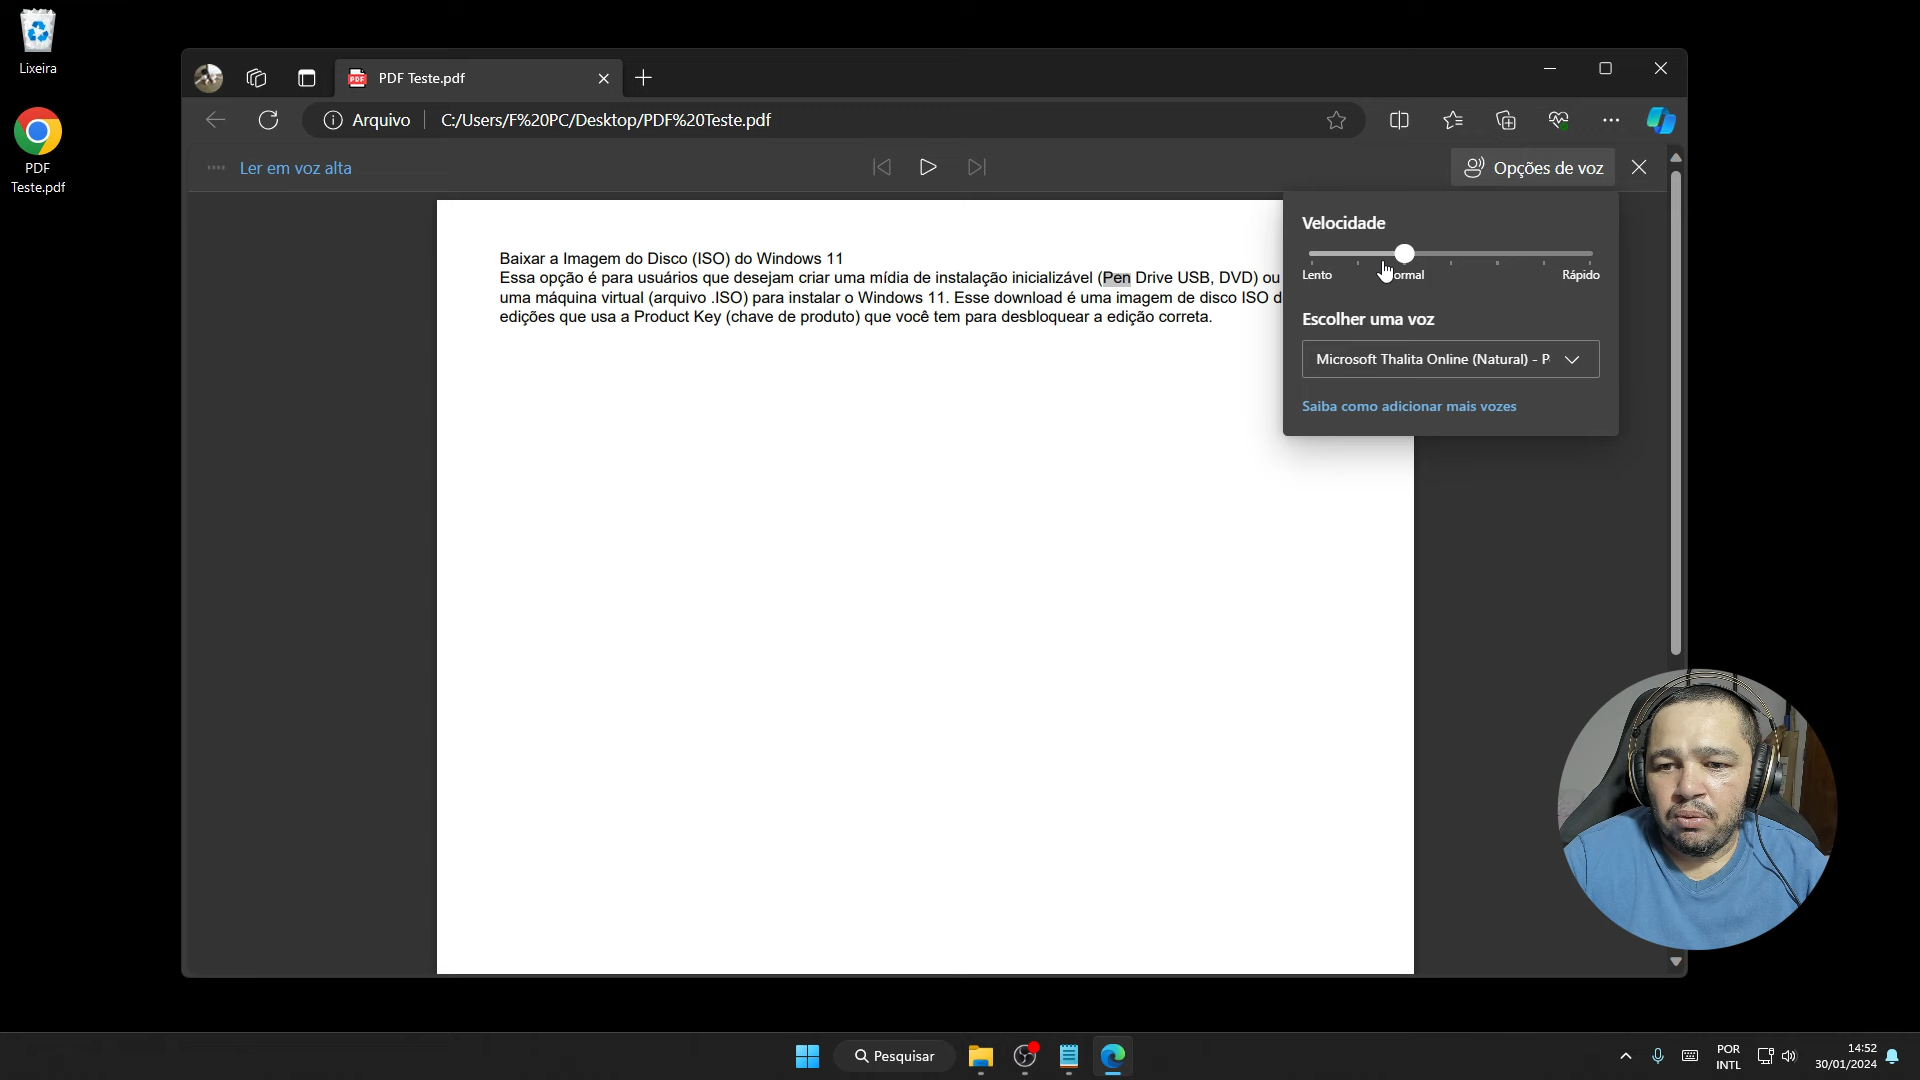 Lixeira
PDF
Teste.pdf
PDF Teste.pdf
Arquivo
C:/Users/F%20PC/Desktop/PDF%20Teste.pdf
Ler em voz alta
Opções de voz
Velocidade
Lento
ormal
Rápido
Escolher uma voz
Microsoft Thalita Online (Natural) - P
Saiba como adicionar mais vozes
Baixar a Imagem do Disco (ISO) do Windows 11
Essa opção é para usuários que desejam criar uma mídia de instalação inicializável (Pen Drive USB, DVD) ou
uma máquina virtual (arquivo .ISO) para instalar o Windows 11. Esse download é uma imagem de disco ISO d
edições que usa a Product Key (chave de produto) que você tem para desbloquear a edição correta.
Pesquisar
POR
INTL
14:52
30/01/2024